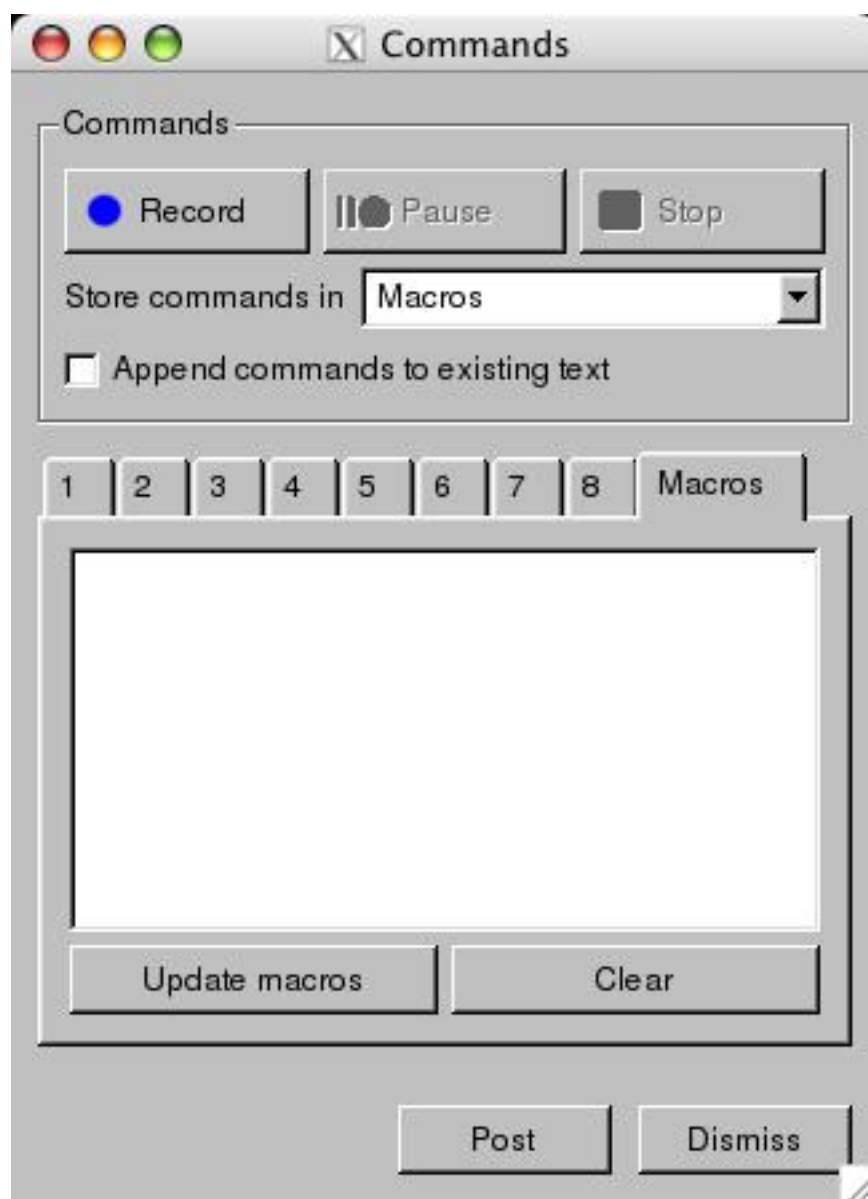 X Commands
Commands
Record Pause Stop
Store commands in Macros
Append commands to existing text
1 2 3 4 5 6 7 8 Macros
Update macros Clear
Post Dismiss